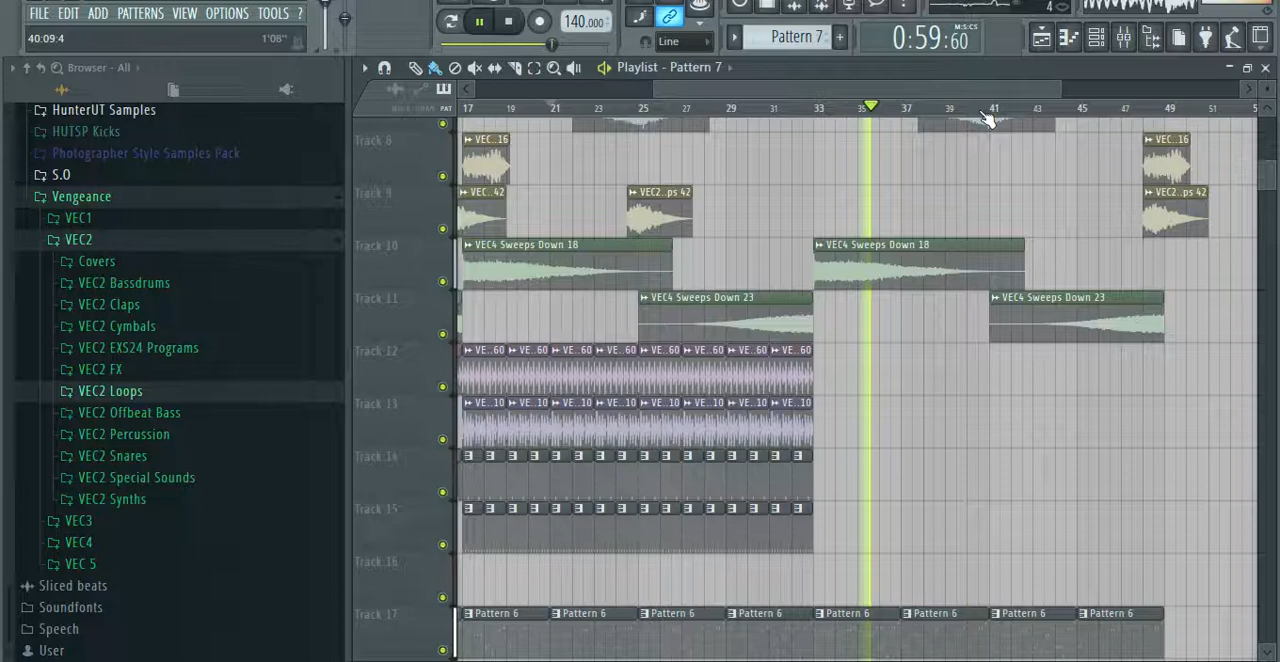 FILE EDIT ADD PATTERNS VIEW OPTIONS TOOLS ?
140.000
4
40:09:4
1'08"
Line
Pattern 7
+
0:59:60
M:S:CS
Browser - All
Playlist - Pattern 7
17 19 21 23 25 27 29 31 33 35 37 39 41 43 45 47 49 51 5
HunterUT Samples
HUTSP Kicks
Photographer Style Samples Pack
S.O
Vengeance
VEC1
VEC2
Covers
VEC2 Bassdrums
VEC2 Claps
VEC2 Cymbals
VEC2 EXS24 Programs
VEC2 FX
VEC2 Loops
VEC2 Offbeat Bass
VEC2 Percussion
VEC2 Snares
VEC2 Special Sounds
VEC2 Synths
VEC3
VEC4
VEC 5
Sliced beats
Soundfonts
Speech
User
Track 8
VEC..16 VEC..16
Track 9
VEC..42 VEC2..ps 42 VEC2..ps 42
Track 10
VEC4 Sweeps Down 18 VEC4 Sweeps Down 18
Track 11
VEC4 Sweeps Down 23 VEC4 Sweeps Down 23
Track 12
VE..60 VE..60 VE..60 VE..60 VE..60 VE..60 VE..60 VE..60
Track 13
VE..10 VE..10 VE..10 VE..10 VE..10 VE..10 VE..10 VE..10
Track 14
Track 15
Track 16
Track 17
Pattern 6 Pattern 6 Pattern 6 Pattern 6 Pattern 6 Pattern 6 Pattern 6 Pattern 6